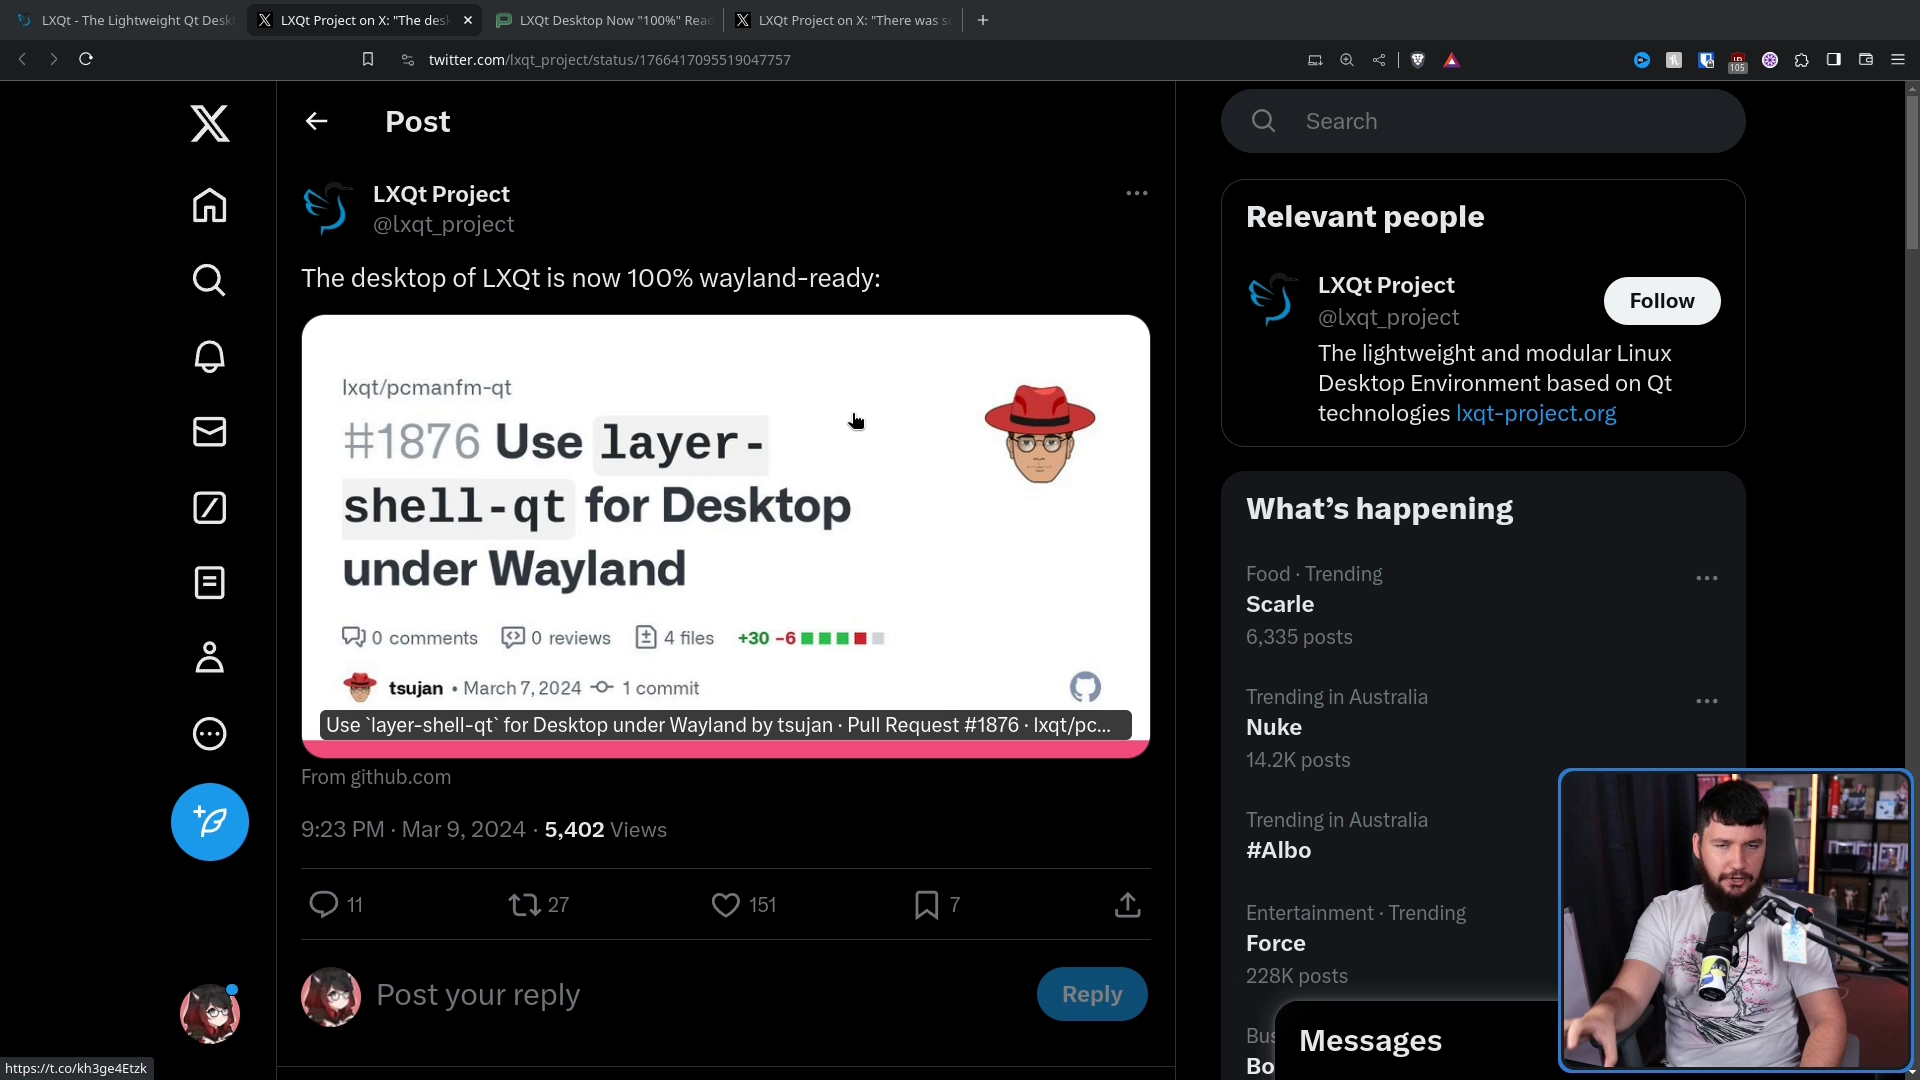 LXQt - The Lightweight Qt Deskt
LXQt Project on X: "The desk
LXQt Desktop Now "100%" Read
LXQt Project on X: "There was so
twitter.com/lxqt_project/status/1766417095519047757
105
Post
Search
LXQt Project
@lxqt_project
The desktop of LXQt is now 100% wayland-ready:
lxqt/pcmanfm-qt
#1876 Use layer-
shell-qt for Desktop
under Wayland
0 comments 0 reviews 4 files +30 −6
tsujan • March 7, 2024 1 commit
Use `layer-shell-qt` for Desktop under Wayland by tsujan · Pull Request #1876 · lxqt/pc...
From github.com
9:23 PM · Mar 9, 2024 · 5,402 Views
11 27 151 7
Post your reply
Reply
Relevant people
LXQt Project
@lxqt_project
Follow
The lightweight and modular Linux
Desktop Environment based on Qt
technologies lxqt-project.org
What’s happening
Food · Trending
Scarle
6,335 posts
Trending in Australia
Nuke
14.2K posts
Trending in Australia
#Albo
Entertainment · Trending
Force
228K posts
Bus
Bo
Messages
https://t.co/kh3ge4Etzk